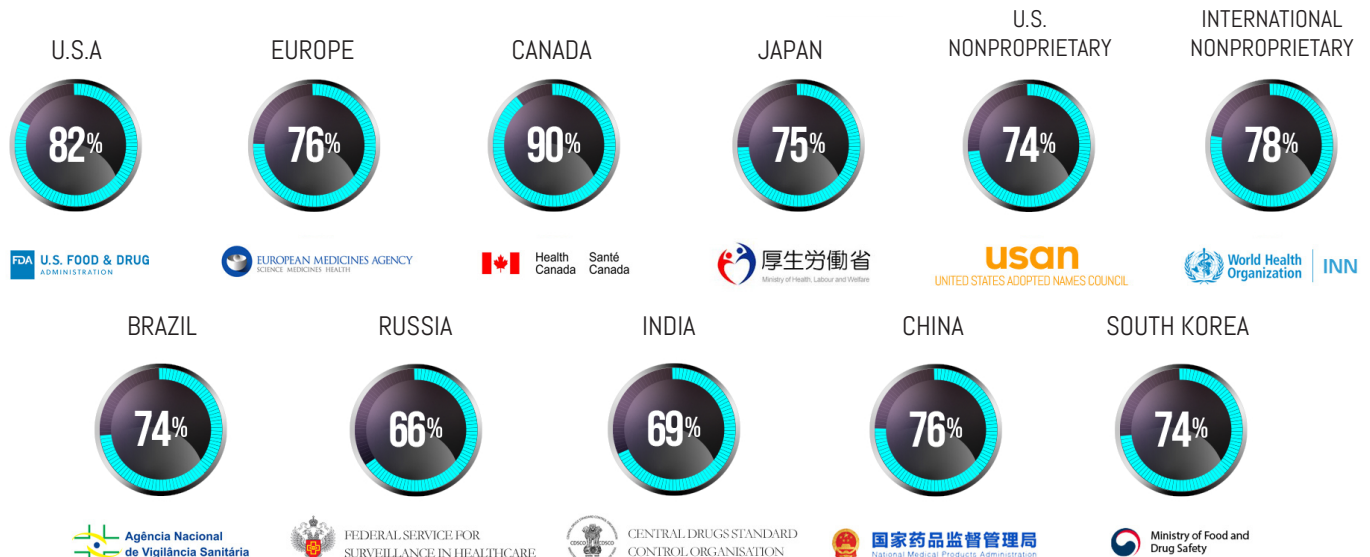 U.S.A
EUROPE
CANADA
JAPAN
U.S.
NONPROPRIETARY
INTERNATIONAL
NONPROPRIETARY
82%
76%
90%
75%
74%
78%
FDA U.S. FOOD & DRUG
ADMINISTRATION
EUROPEAN MEDICINES AGENCY
SCIENCE MEDICINES HEALTH
Health Santé
Canada Canada
厚生労働省
Ministry of Health, Labour and Welfare
usan
UNITED STATES ADOPTED NAMES COUNCIL
World Health
Organization
INN
BRAZIL
RUSSIA
INDIA
CHINA
SOUTH KOREA
74%
66%
69%
76%
74%
Agência Nacional
de Vigilância Sanitária
FEDERAL SERVICE FOR
SURVEILLANCE IN HEALTHCARE
CDSCO CDSCO
CENTRAL DRUGS STANDARD
CONTROL ORGANISATION
国家药品监督管理局
National Medical Products Administration
Ministry of Food and
Drug Safety